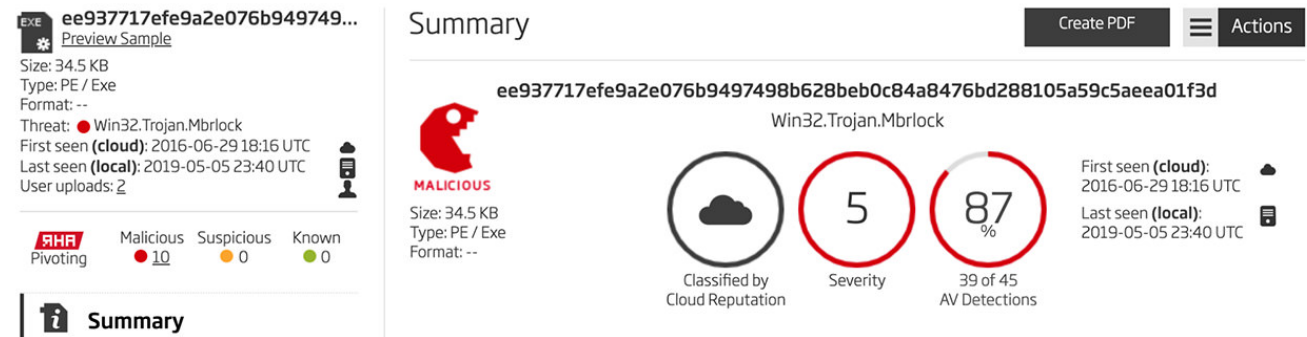 EXE
ee937717efe9a2e076b949749...
Preview Sample
Size: 34.5 KB
Type: PE / Exe
Format: --
Threat: Win32.Trojan.Mbrlock
First seen (cloud): 2016-06-29 18:16 UTC
Last seen (local): 2019-05-05 23:40 UTC
User uploads: 2
RHA
Pivoting
Malicious
10
Suspicious
0
Known
0
Summary
Summary
Create PDF
Actions
ee937717efe9a2e076b9497498b628beb0c84a8476bd288105a59c5aeea01f3d
Win32.Trojan.Mbrlock
MALICIOUS
Size: 34.5 KB
Type: PE / Exe
Format: --
Classified by
Cloud Reputation
5
Severity
87
%
39 of 45
AV Detections
First seen (cloud):
2016-06-29 18:16 UTC
Last seen (local):
2019-05-05 23:40 UTC